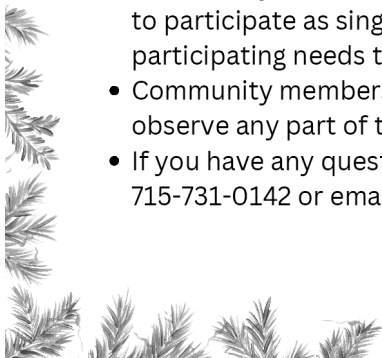 to participate as sing
participating needs t
• Community member
observe any part of t
• If you have any quest
715-731-0142 or ema